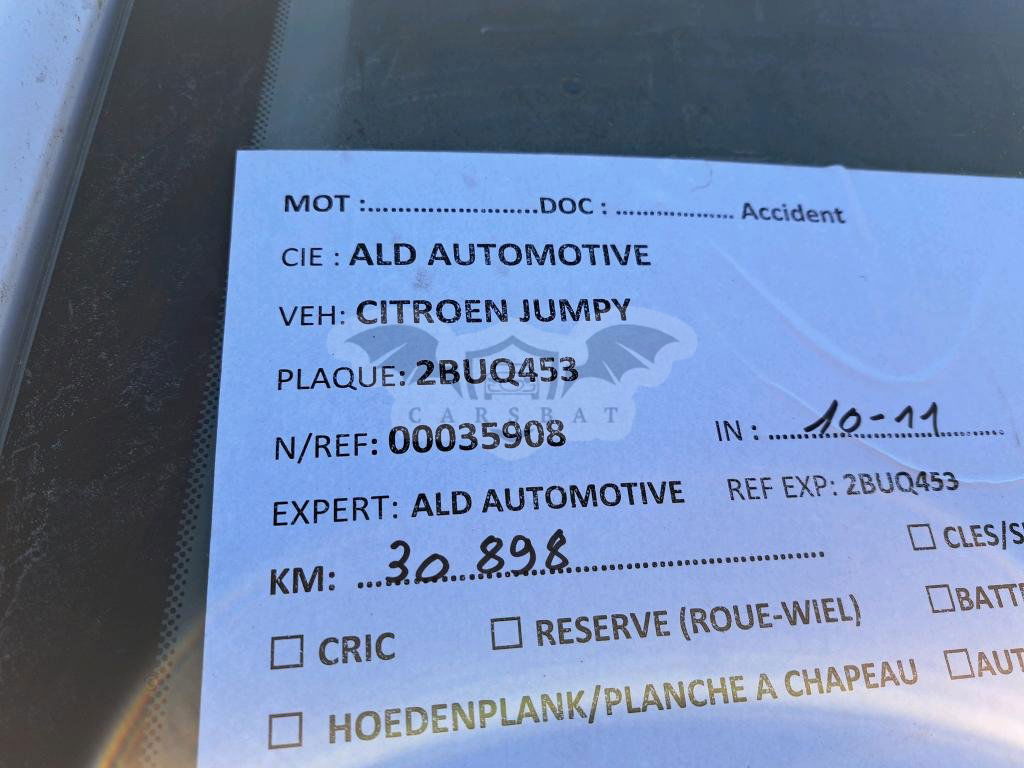 MOT :........................DOC : .................. Accident
CIE : ALD AUTOMOTIVE
VEH: CITROEN JUMPY
PLAQUE: 2BUQ453
CARSBAT
N/REF: 00035908 IN : ...10-11...
EXPERT: ALD AUTOMOTIVE REF EXP: 2BUQ453
KM: ...30 898...
☐ CLES/S
☐ CRIC ☐ RESERVE (ROUE-WIEL) ☐ BATT
☐ HOEDENPLANK/PLANCHE A CHAPEAU ☐ AUT